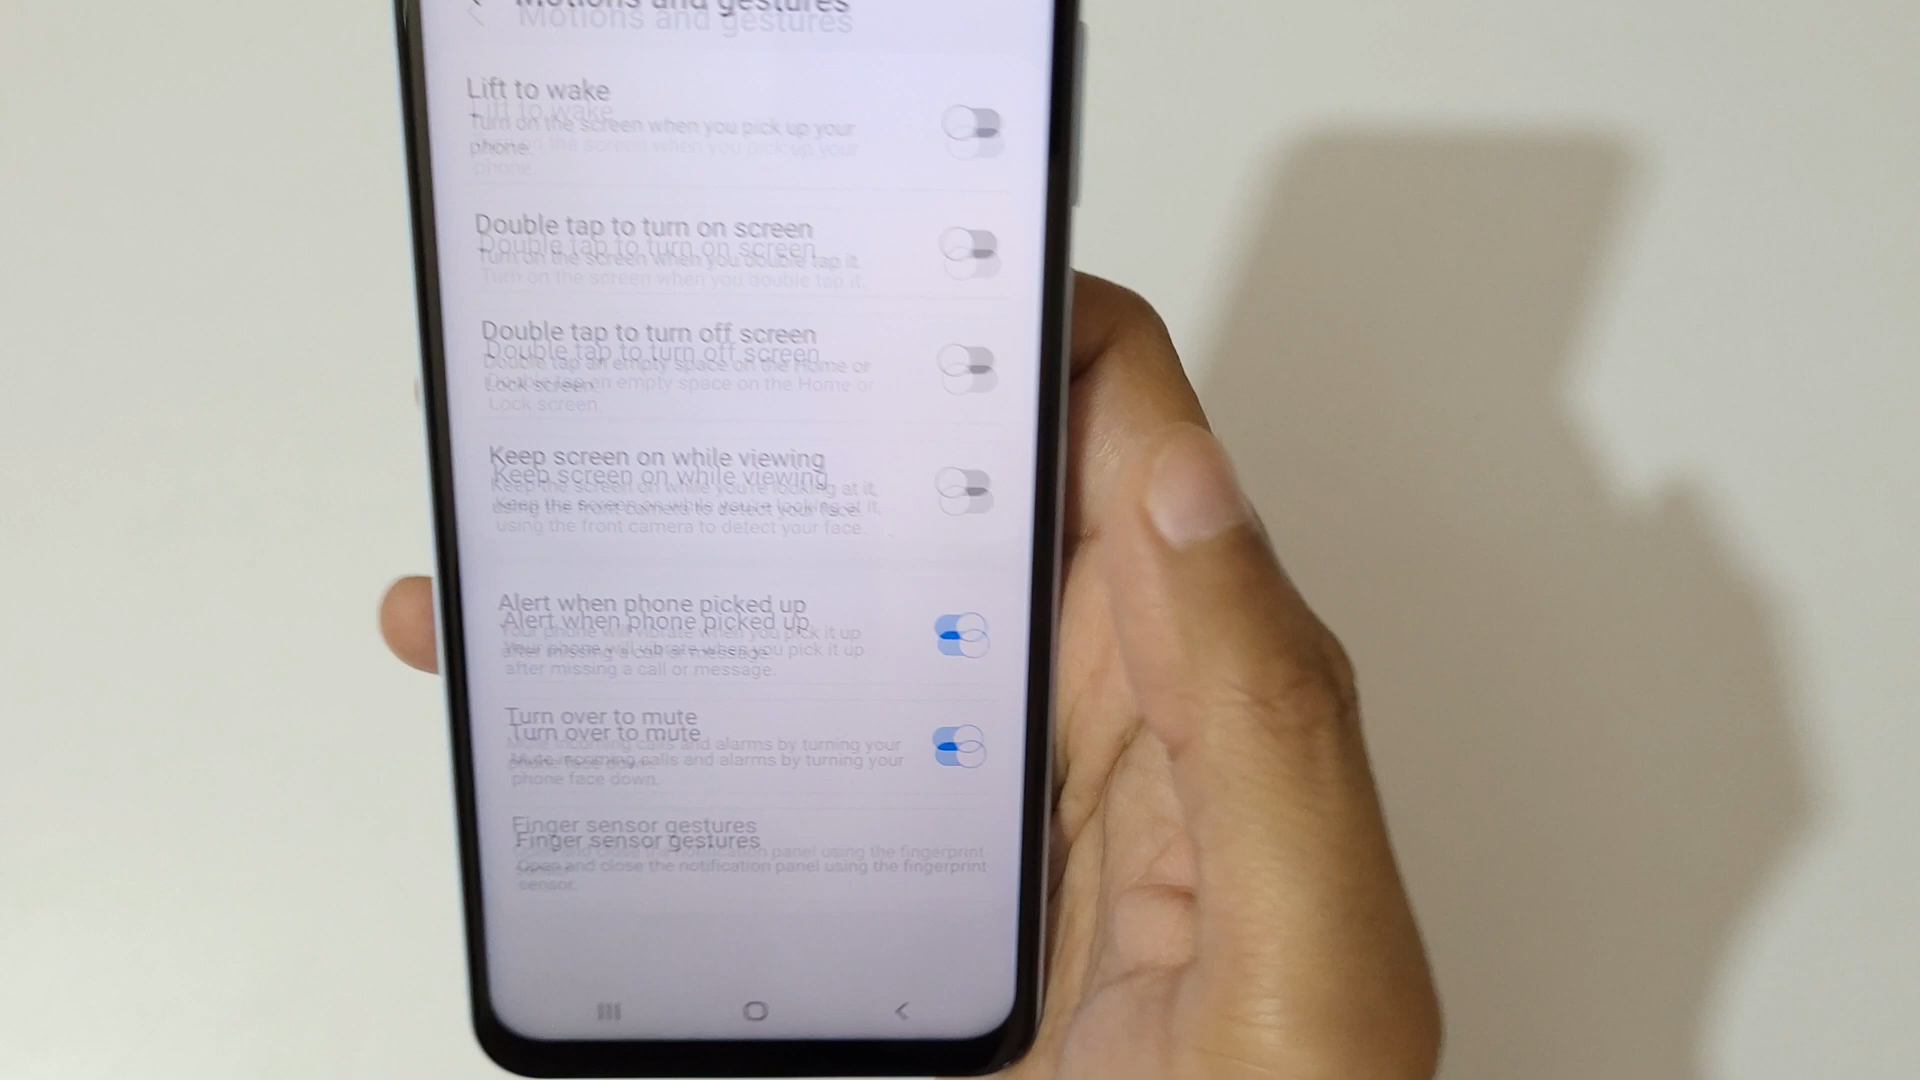 Motions and gestures
Lift to wake
Turn on the screen when you pick up your
phone.
Double tap to turn on screen
Turn on the screen when you double tap it.
Double tap to turn off screen
Double tap an empty space on the Home or
Lock screen.
Keep screen on while viewing
Keep the screen on while you're looking at it,
using the front camera to detect your face.
Alert when phone picked up
Your phone will vibrate when you pick it up
after missing a call or message.
Turn over to mute
Mute incoming calls and alarms by turning your
phone face down.
Finger sensor gestures
Open and close the notification panel using the fingerprint
sensor.